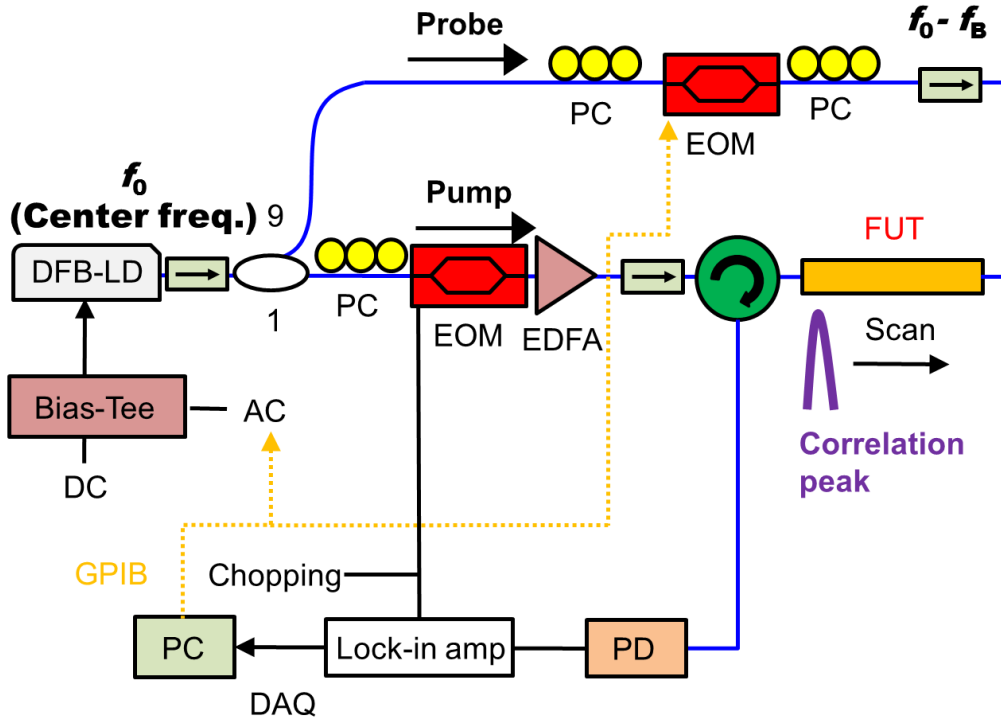 Probe
f0 - fB
PC
EOM
PC
f0
(Center freq.)
9
Pump
FUT
DFB-LD
PC
1
EOM
EDFA
Scan
Bias-Tee
AC
Correlation
peak
DC
GPIB
Chopping
PC
Lock-in amp
PD
DAQ